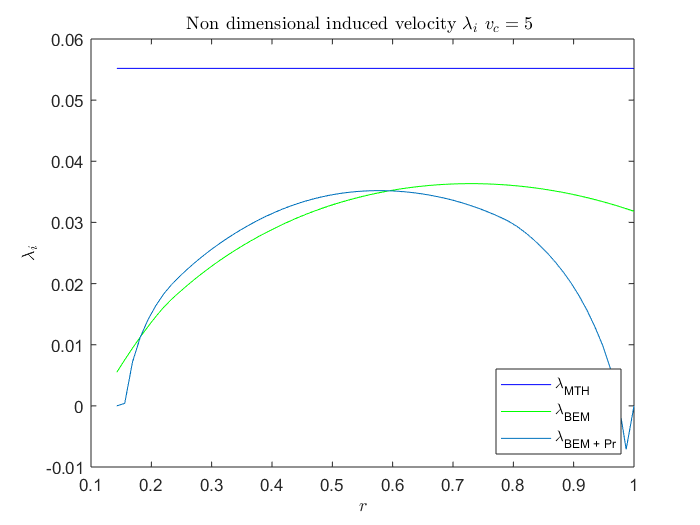 Non dimensional induced velocity λi vc = 5
0.06
0.05
0.04
0.03
0.02
0.01
0
-0.01
λi
0.1 0.2 0.3 0.4 0.5 0.6 0.7 0.8 0.9 1
r
λMTH
λBEM
λBEM + Pr